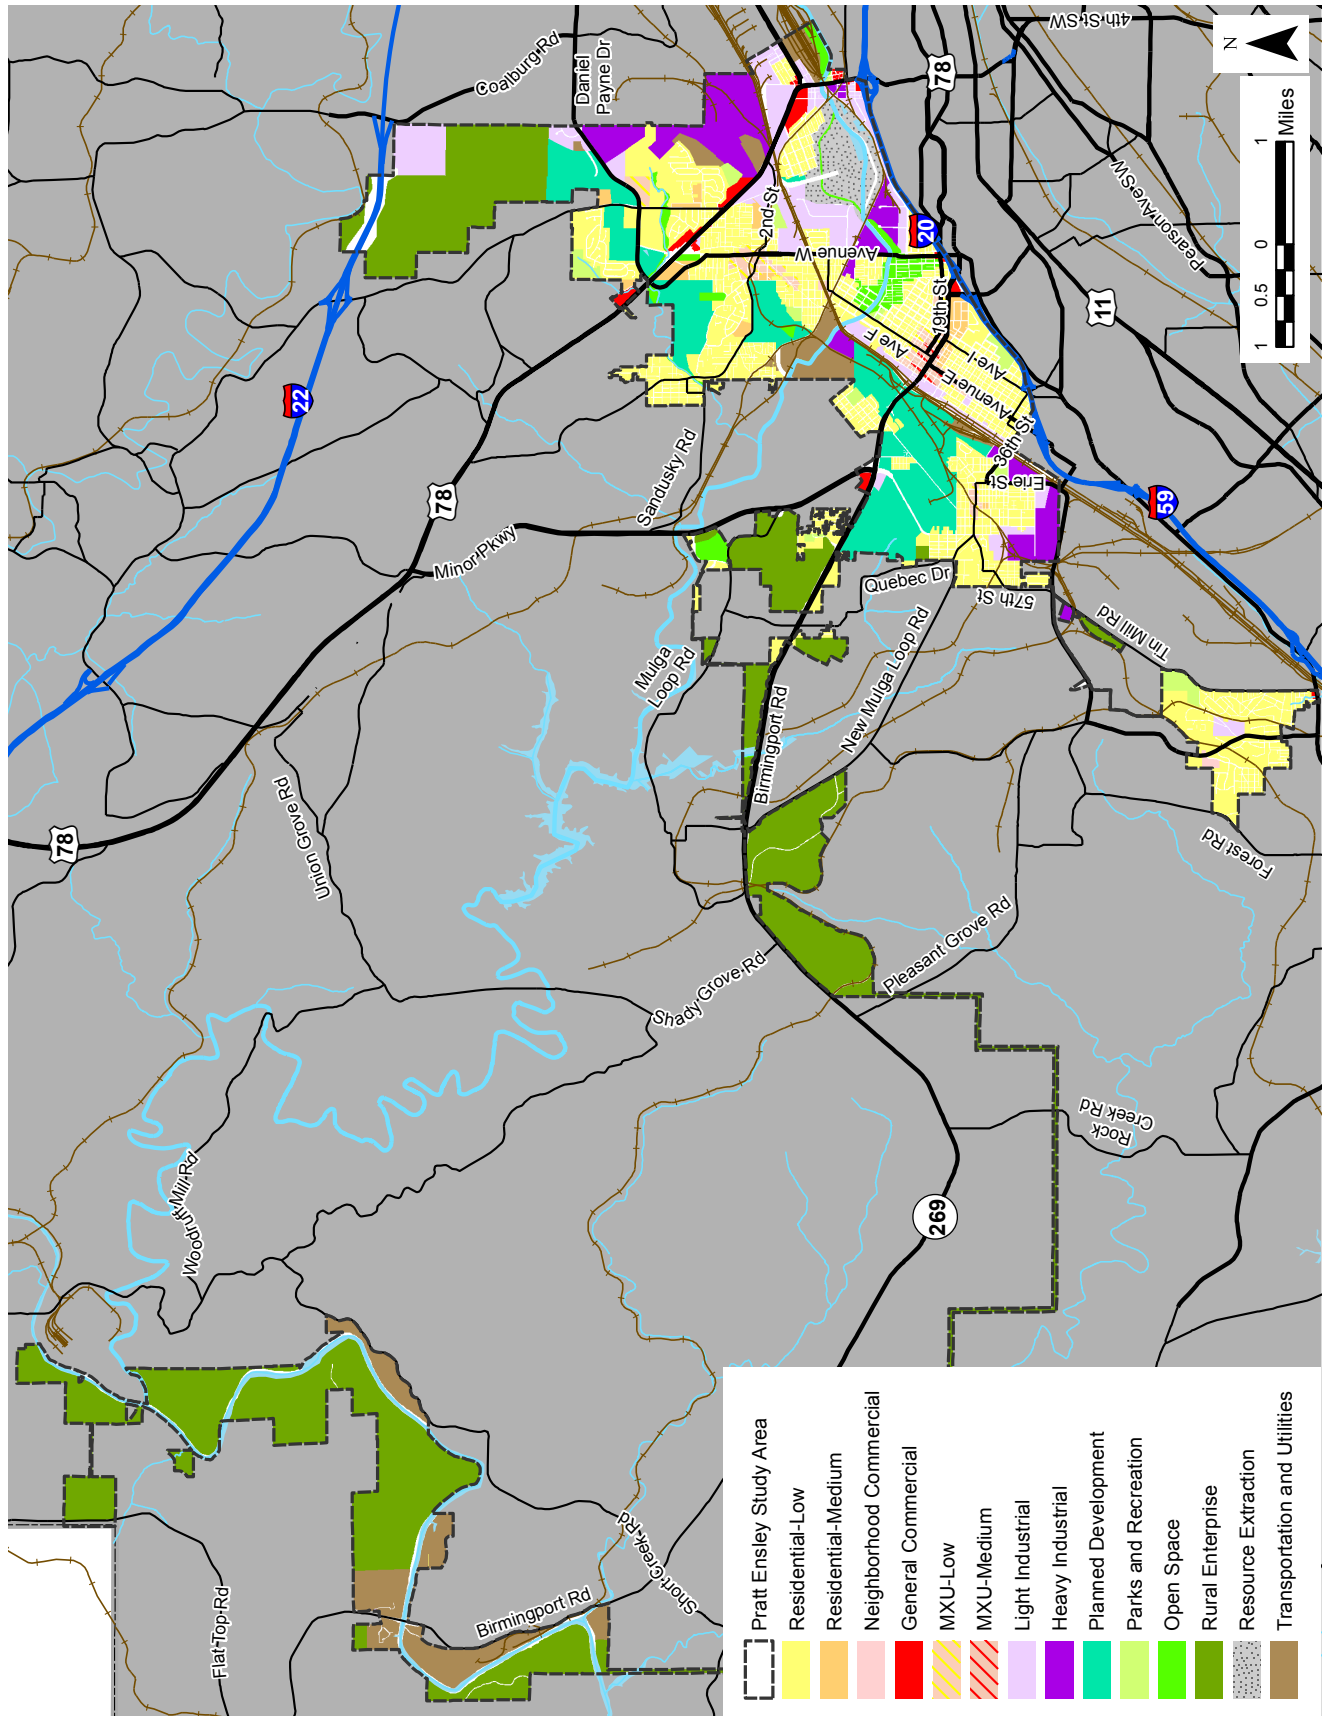 Coalburg Rd
Daniel
Payne Dr
4th St SW
N
78
1
0.5
0
1
Miles
Pearson Ave SW
2nd St
Avenue W
20
11
22
19th St
Ave F
Ave I
Avenue E
36th St
Erie St
59
78
Sandusky Rd
Minor Pkwy
Quebec Dr
57th St
Tin Mill Rd
Mulga
Loop Rd
New Mulga Loop Rd
Birmingport Rd
78
Union Grove Rd
Forest Rd
Shady Grove Rd
Pleasant Grove Rd
Rock
Creek Rd
Woodruff Mill Rd
269
Flat Top Rd
Birmingport Rd
Short Creek Rd
Pratt Ensley Study Area
Residential-Low
Residential-Medium
Neighborhood Commercial
General Commercial
MXU-Low
MXU-Medium
Light Industrial
Heavy Industrial
Planned Development
Parks and Recreation
Open Space
Rural Enterprise
Resource Extraction
Transportation and Utilities